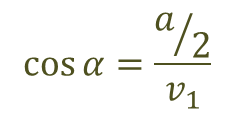 cos α = (a/2)/v₁